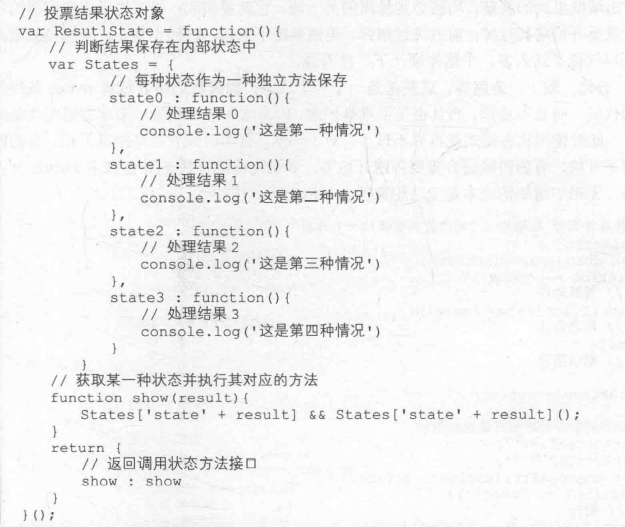 // 投票结果状态对象
var ResutlState = function(){
    // 判断结果保存在内部状态中
    var States = {
            // 每种状态作为一种独立方法保存
            state0 : function(){
                // 处理结果 0
                console.log('这是第一种情况')
            },
            state1 : function(){
                // 处理结果 1
                console.log('这是第二种情况')
            },
            state2 : function(){
                // 处理结果 2
                console.log('这是第三种情况')
            },
            state3 : function(){
                // 处理结果 3
                console.log('这是第四种情况')
            }
        }
    // 获取某一种状态并执行其对应的方法
    function show(result){
        States['state' + result] && States['state' + result]();
    }
    return {
        // 返回调用状态方法接口
        show : show
    }
}();